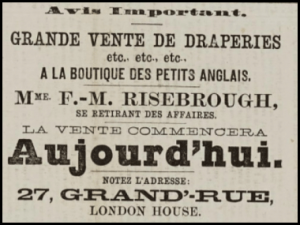 Avis Important.
GRANDE VENTE DE DRAPERIES
etc., etc., etc.,
A LA BOUTIQUE DES PETITS ANGLAIS.
MME. F.-M. RISEBROUGH,
SE RETIRANT DES AFFAIRES.
LA VENTE COMMENCERA
Aujourd'hui.
NOTEZ L'ADRESSE:
27, GRAND'-RUE,
LONDON HOUSE.